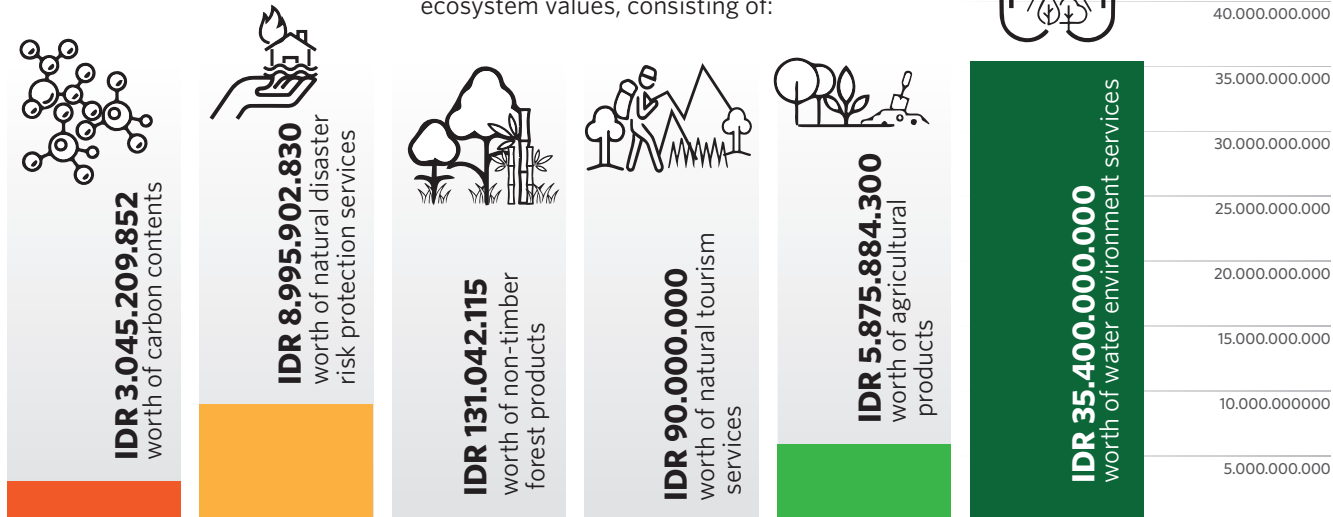 ecosystem values, consisting of:
IDR 3.045.209.852
worth of carbon contents
IDR 8.995.902.830
worth of natural disaster
risk protection services
IDR 131.042.115
worth of non-timber
forest products
IDR 90.000.000
worth of natural tourism
services
IDR 5.875.884.300
worth of agricultural
products
IDR 35.400.000.000
worth of water environment services
40.000.000.000
35.000.000.000
30.000.000.000
25.000.000.000
20.000.000.000
15.000.000.000
10.000.000000
5.000.000.000